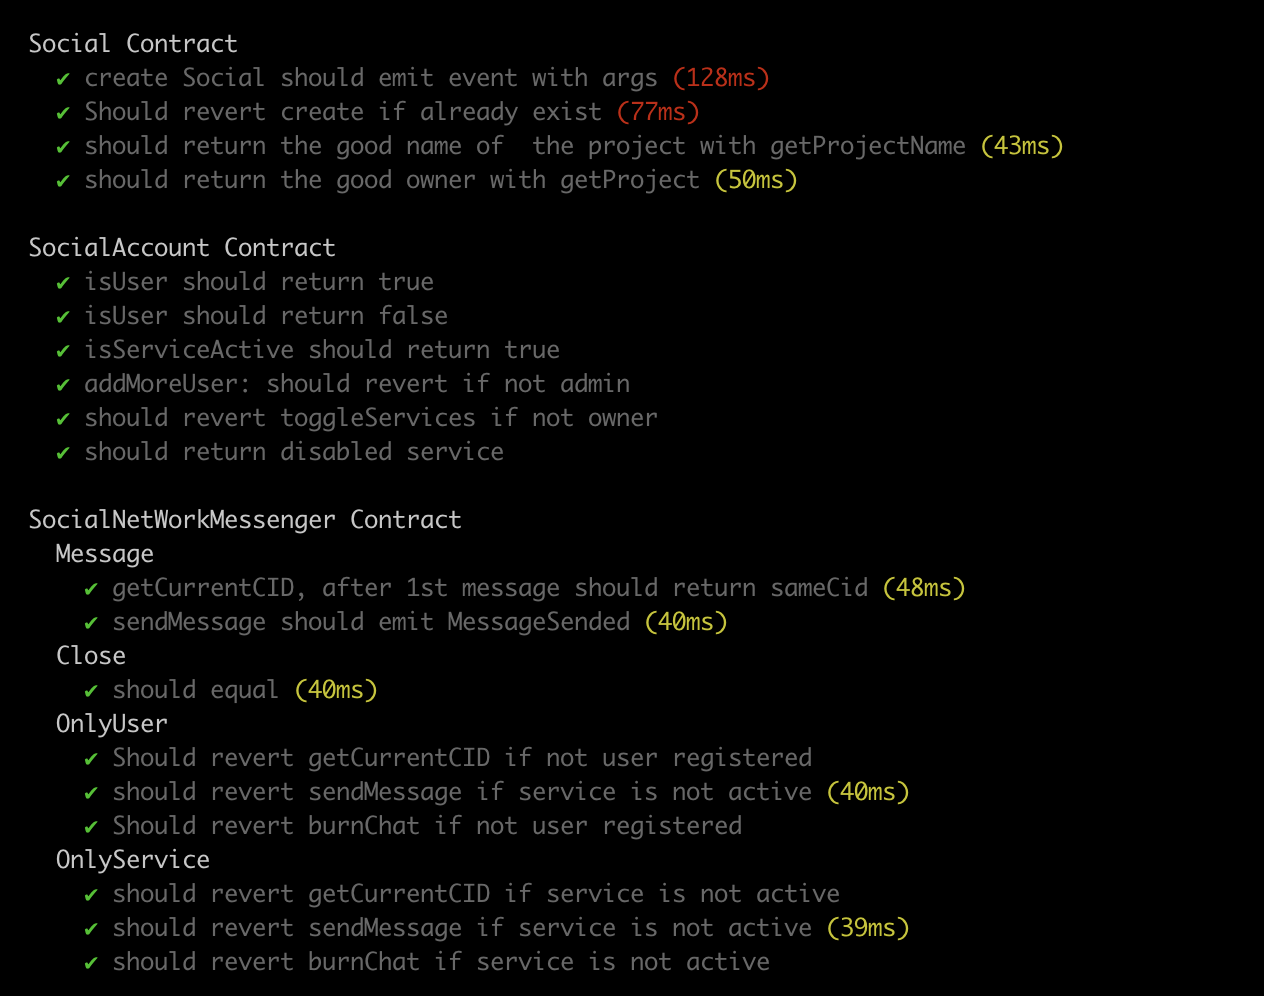 Social Contract
✔ create Social should emit event with args (128ms)
✔ Should revert create if already exist (77ms)
✔ should return the good name of  the project with getProjectName (43ms)
✔ should return the good owner with getProject (50ms)
SocialAccount Contract
✔ isUser should return true
✔ isUser should return false
✔ isServiceActive should return true
✔ addMoreUser: should revert if not admin
✔ should revert toggleServices if not owner
✔ should return disabled service
SocialNetWorkMessenger Contract
Message
✔ getCurrentCID, after 1st message should return sameCid (48ms)
✔ sendMessage should emit MessageSended (40ms)
Close
✔ should equal (40ms)
OnlyUser
✔ Should revert getCurrentCID if not user registered
✔ should revert sendMessage if service is not active (40ms)
✔ Should revert burnChat if not user registered
OnlyService
✔ should revert getCurrentCID if service is not active
✔ should revert sendMessage if service is not active (39ms)
✔ should revert burnChat if service is not active